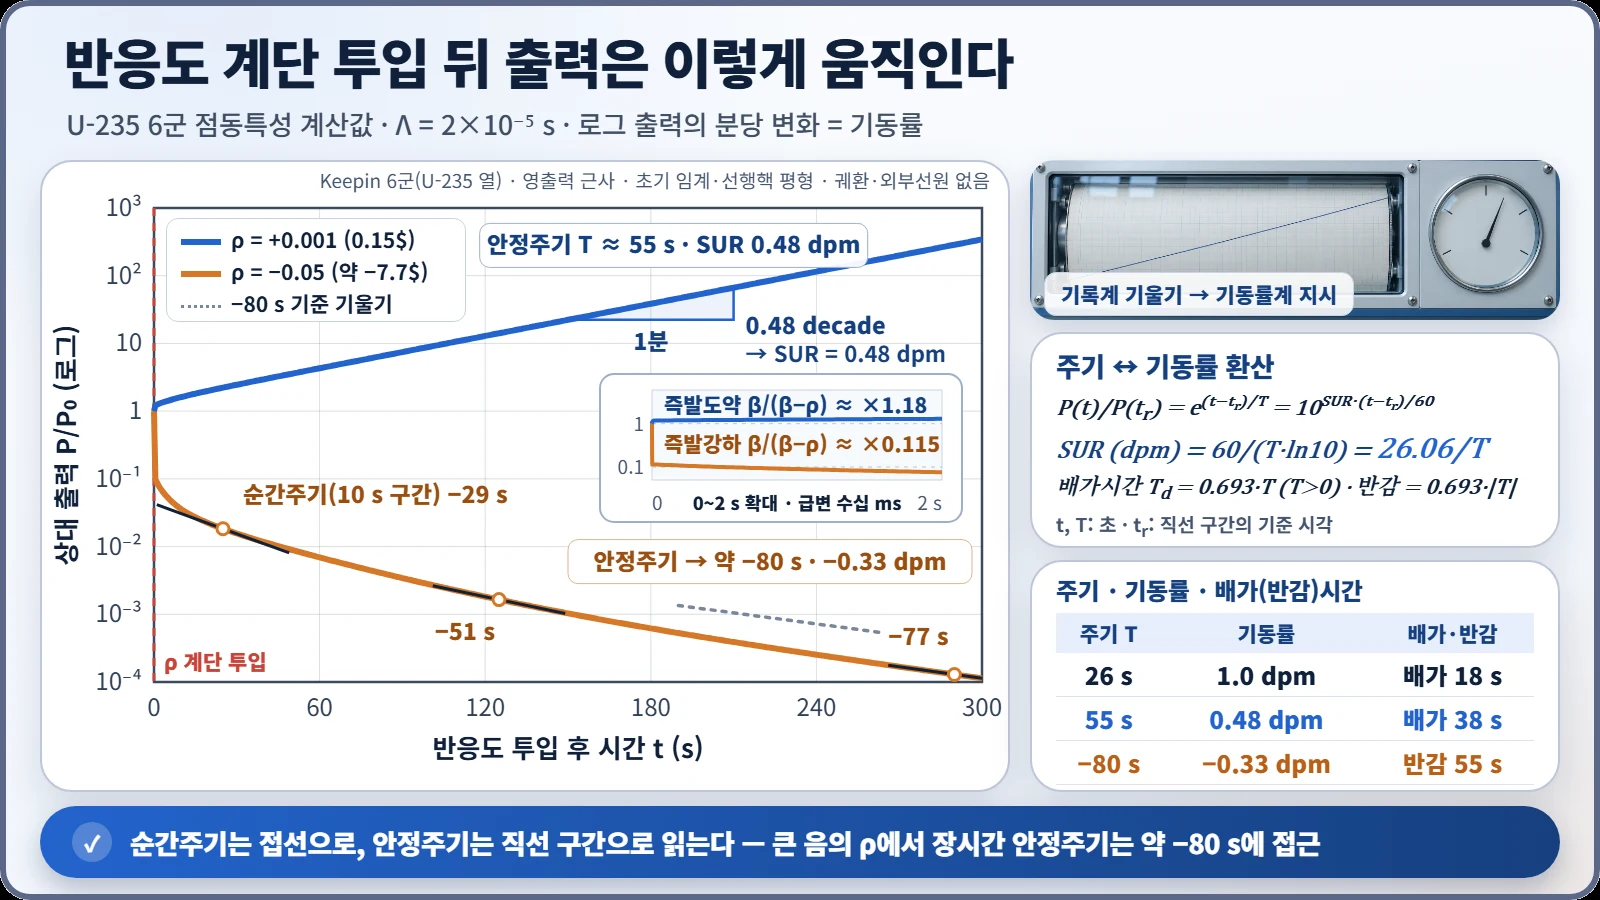 반응도 계단 투입 뒤 출력은 이렇게 움직인다
U-235 6군 점동특성 계산값 · Λ = 2×10⁻⁵ s · 로그 출력의 분당 변화 = 기동률
Keepin 6군(U-235 열) · 영출력 근사 · 초기 임계·선행핵 평형 · 궤환·외부선원 없음
상대 출력 P/P₀ (로그)
10³
10²
10
1
10⁻¹
10⁻²
10⁻³
10⁻⁴
ρ = +0.001 (0.15$)
ρ = −0.05 (약 −7.7$)
−80 s 기준 기울기
안정주기 T ≈ 55 s · SUR 0.48 dpm
1분
0.48 decade
→ SUR = 0.48 dpm
즉발도약 β/(β−ρ) ≈ ×1.18
즉발강하 β/(β−ρ) ≈ ×0.115
1
0.1
0 0~2 s 확대 · 급변 수십 ms 2 s
순간주기(10 s 구간) −29 s
안정주기 → 약 −80 s · −0.33 dpm
−51 s
−77 s
ρ 계단 투입
0 60 120 180 240 300
반응도 투입 후 시간 t (s)
기록계 기울기 → 기동률계 지시
주기 ↔ 기동률 환산
P(t)/P(tᵣ) = e^(t−tᵣ)/T = 10^SUR·(t−tᵣ)/60
SUR (dpm) = 60/(T·ln10) = 26.06/T
배가시간 T_d = 0.693·T (T>0) · 반감 = 0.693·|T|
t, T: 초 · tᵣ: 직선 구간의 기준 시각
주기 · 기동률 · 배가(반감)시간
주기 T 기동률 배가·반감
26 s 1.0 dpm 배가 18 s
55 s 0.48 dpm 배가 38 s
−80 s −0.33 dpm 반감 55 s
✓ 순간주기는 접선으로, 안정주기는 직선 구간으로 읽는다 — 큰 음의 ρ에서 장시간 안정주기는 약 −80 s에 접근